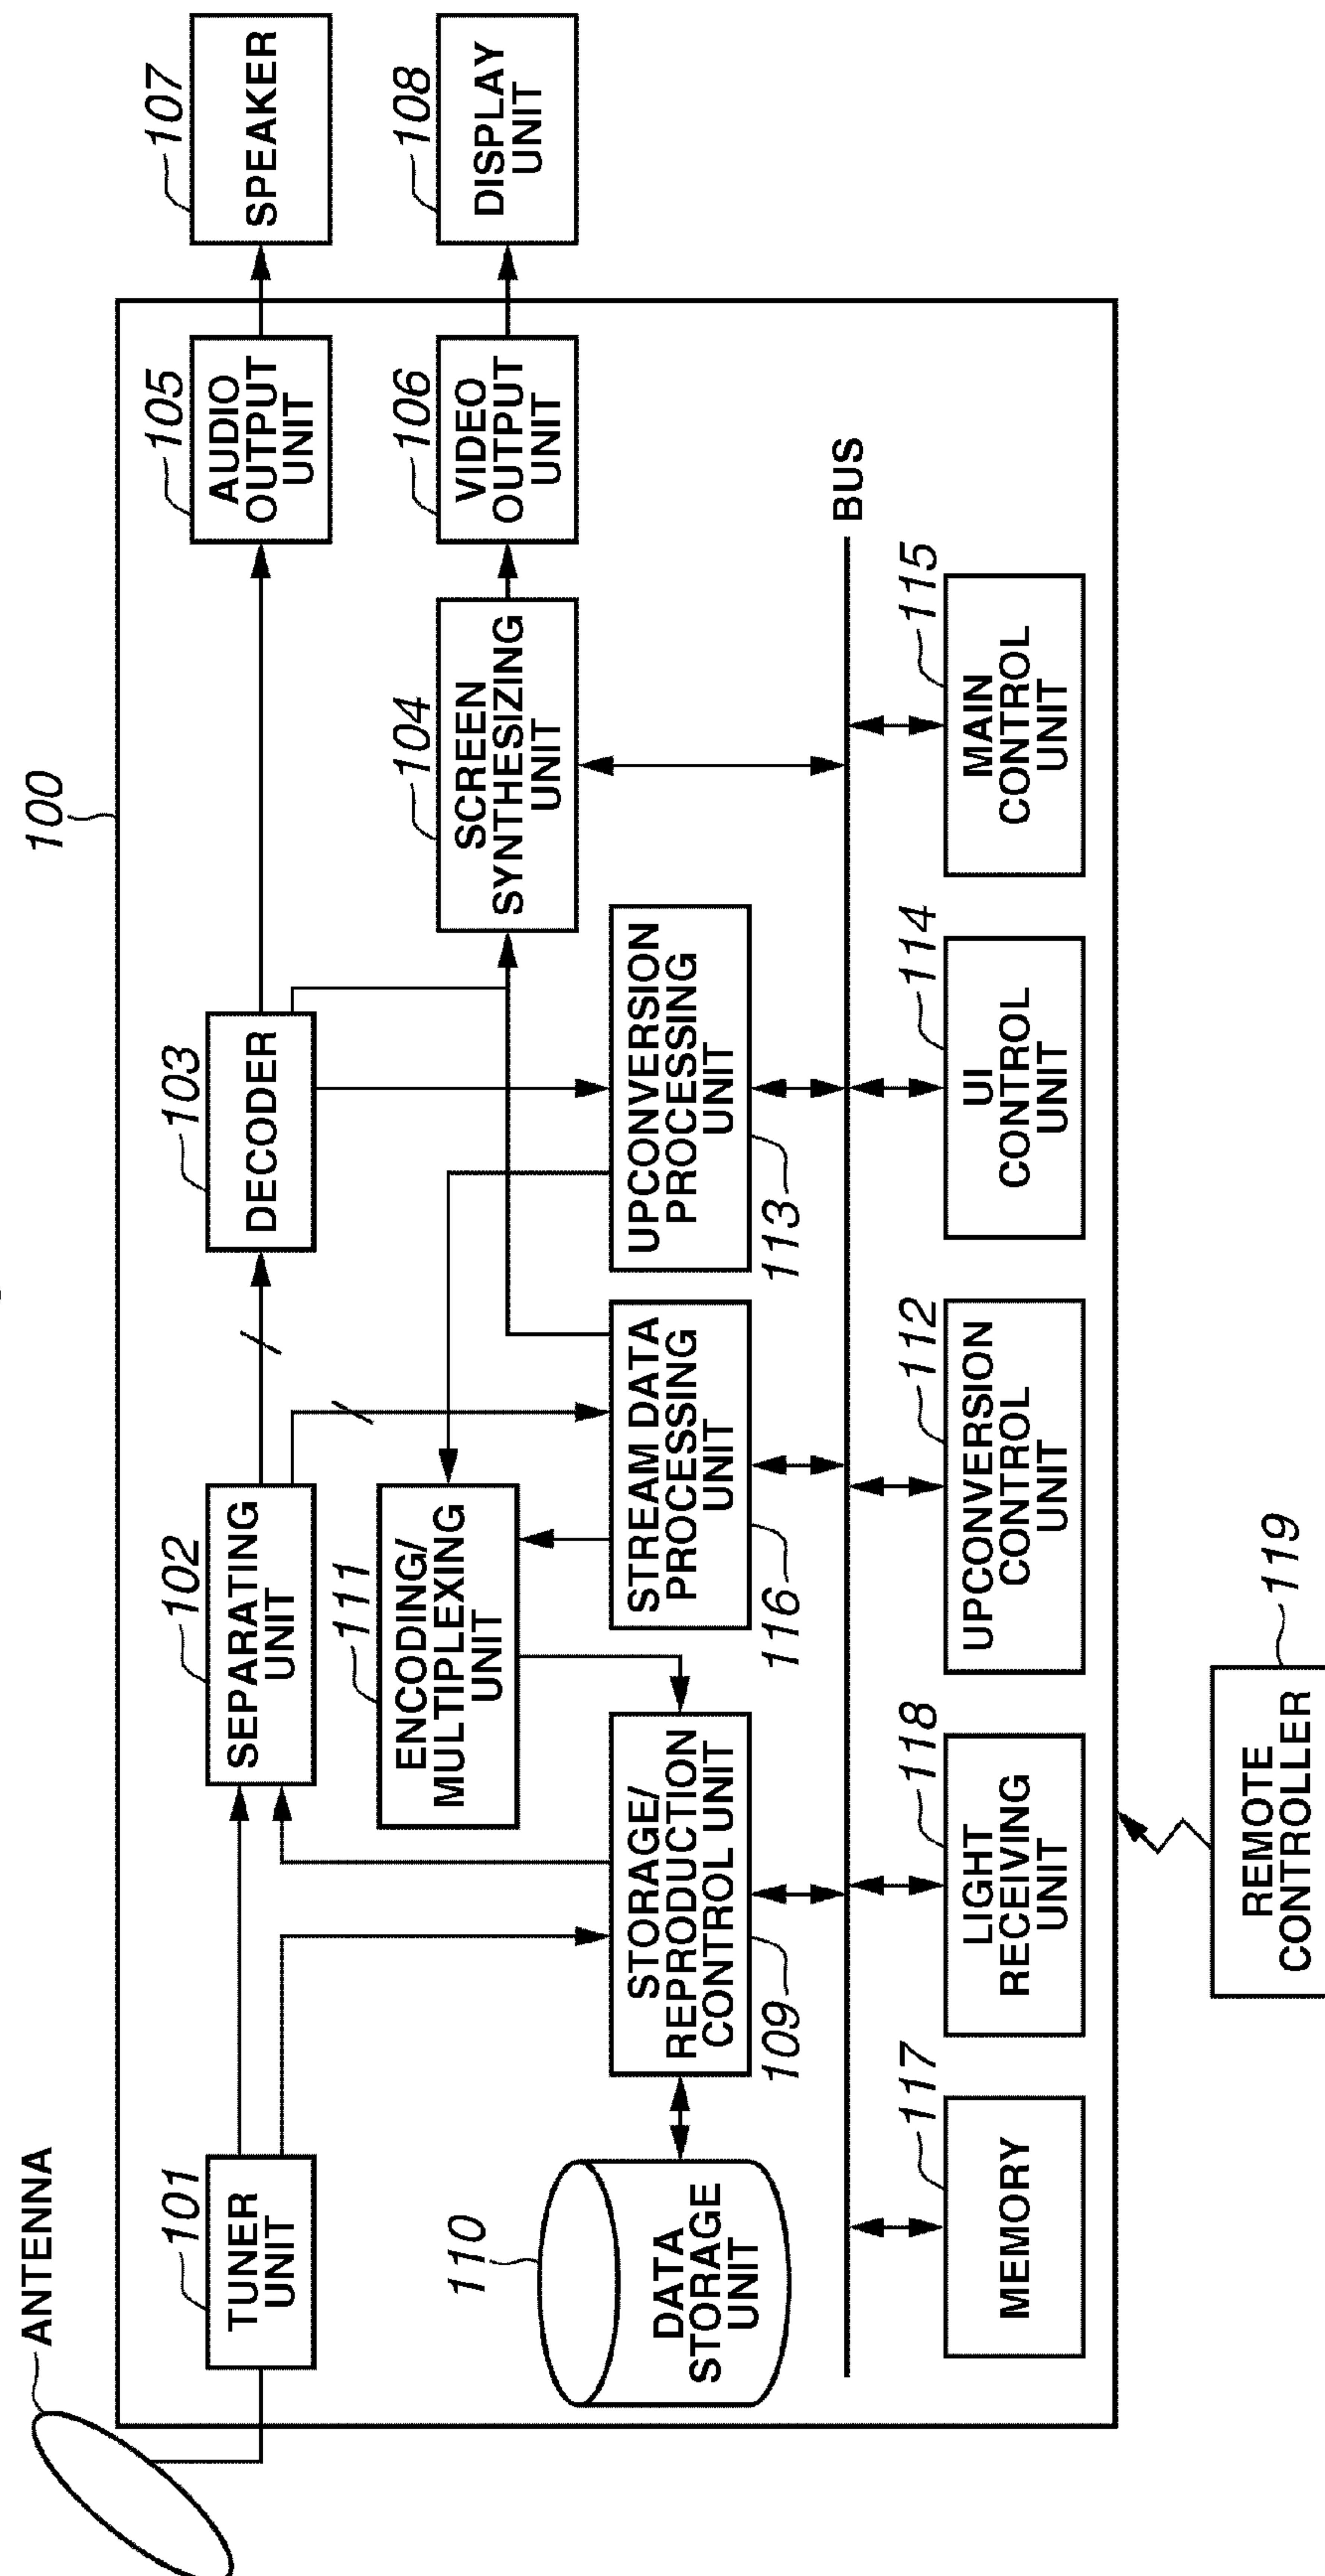 100
ANTENNA
101
TUNER
UNIT
102
SEPARATING
UNIT
103
DECODER
105
AUDIO
OUTPUT
UNIT
107
SPEAKER
111
ENCODING/
MULTIPLEXING
UNIT
104
SCREEN
SYNTHESIZING
UNIT
106
VIDEO
OUTPUT
UNIT
108
DISPLAY
UNIT
110
DATA
STORAGE
UNIT
STORAGE/
REPRODUCTION
CONTROL UNIT
109
STREAM DATA
PROCESSING
UNIT
116
UPCONVERSION
PROCESSING
UNIT
113
BUS
117
MEMORY
118
LIGHT
RECEIVING
UNIT
112
UPCONVERSION
CONTROL
UNIT
114
UI
CONTROL
UNIT
115
MAIN
CONTROL
UNIT
119
REMOTE
CONTROLLER